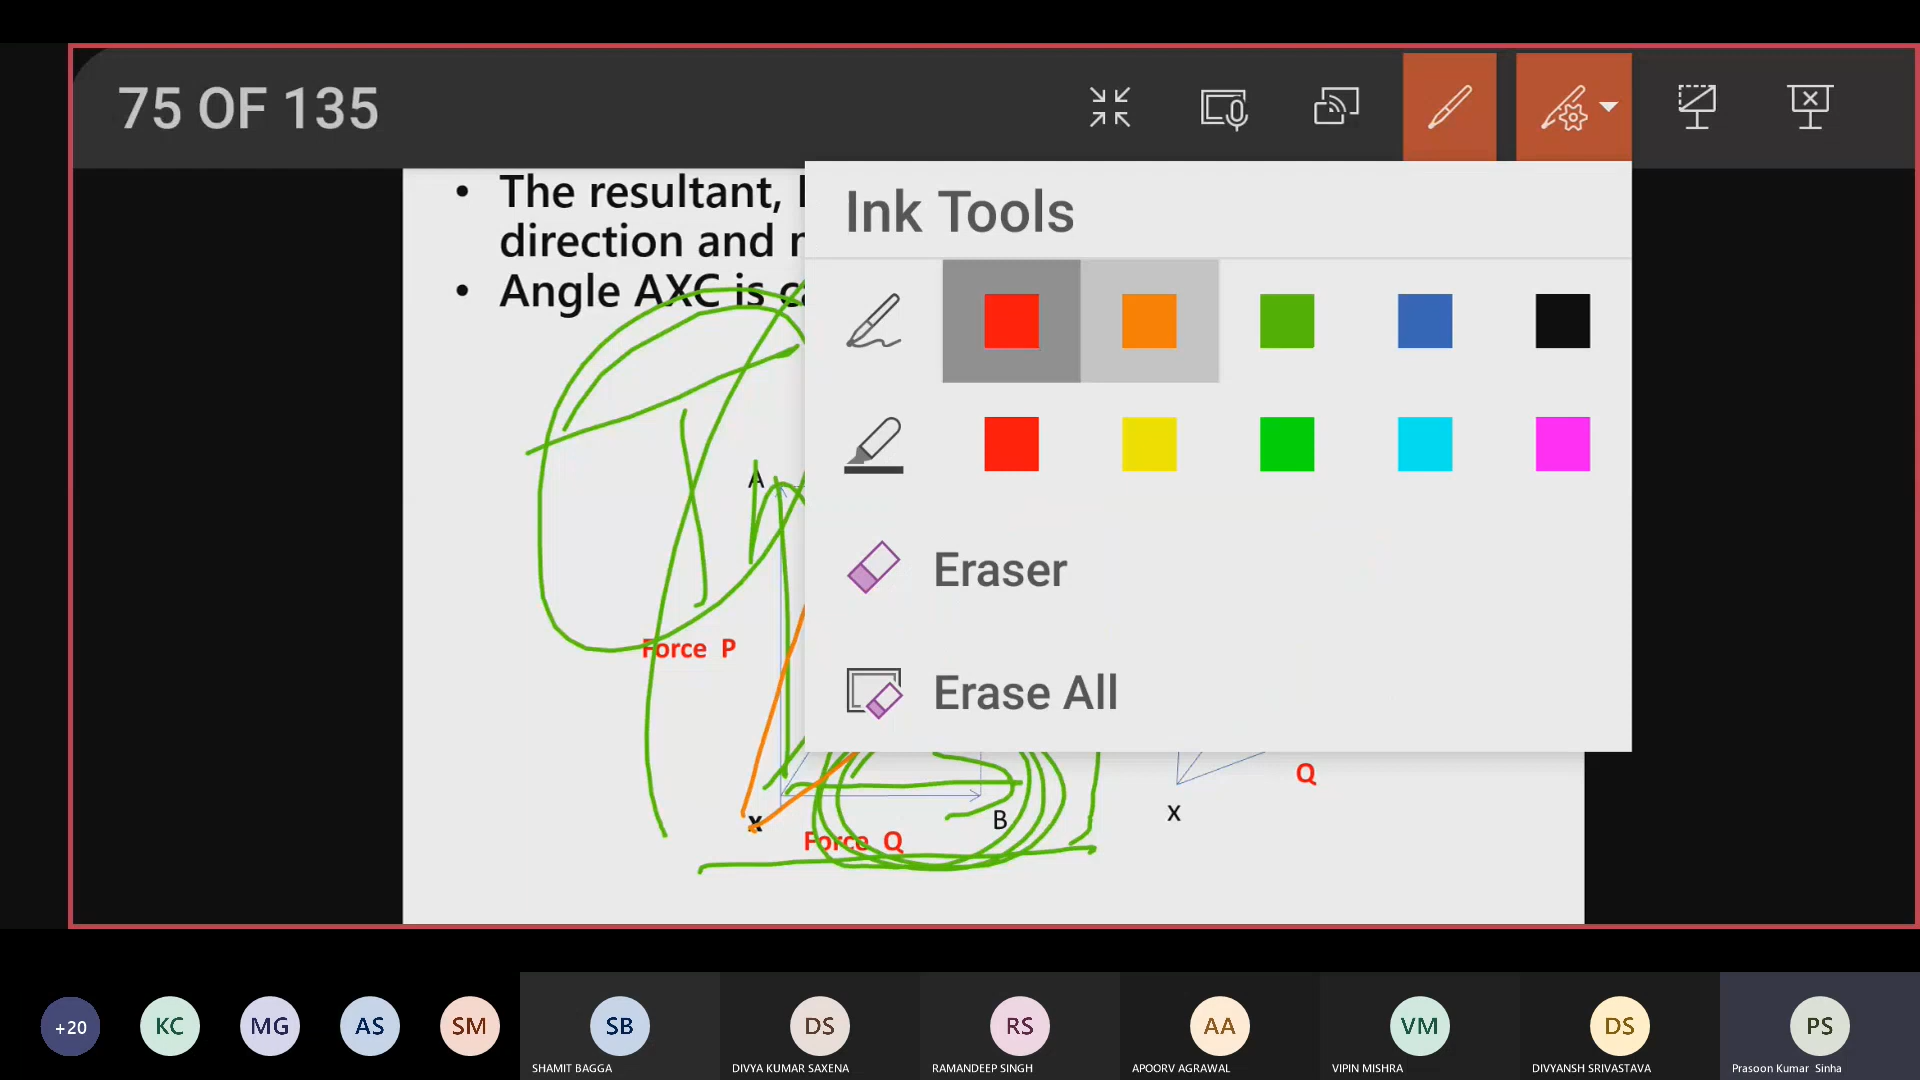 75 OF 135
• The resultant,
direction and
• Angle AXC is
Ink Tools
Eraser
Erase All
A
Force P
X
Force Q
B
X
Q
+20
KC
MG
AS
SM
SB
DS
RS
AA
VM
DS
PS
SHAMIT BAGGA
DIVYA KUMAR SAXENA
RAMANDEEP SINGH
APOORV AGRAWAL
VIPIN MISHRA
DIVYANSH SRIVASTAVA
Prasoon Kumar Sinha